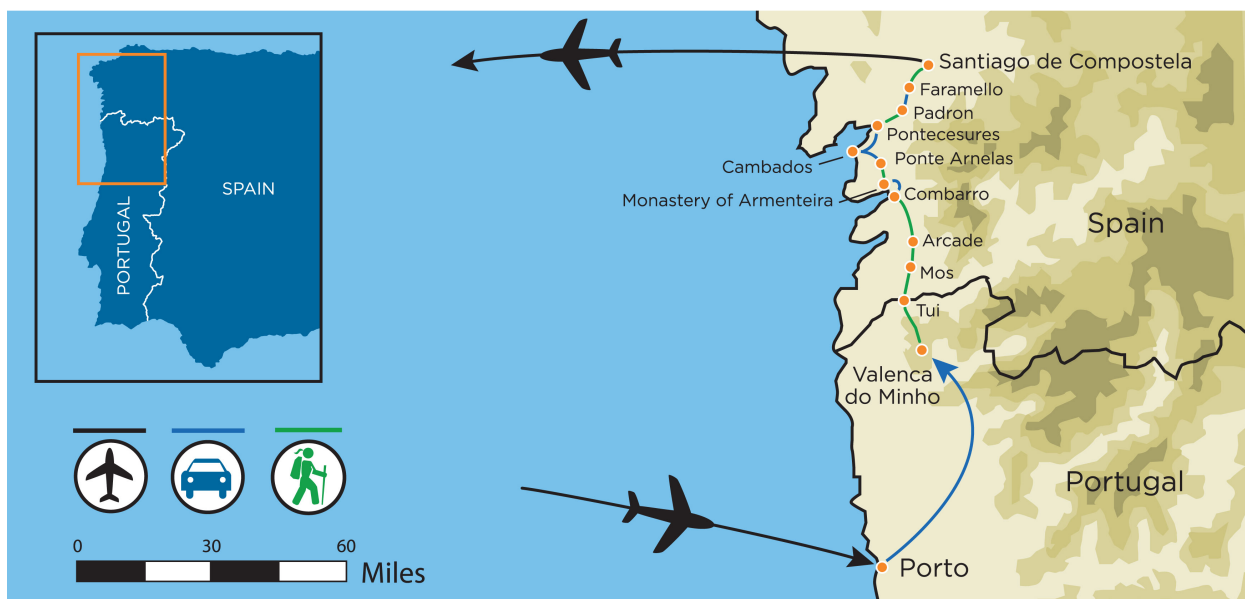 SPAIN
PORTUGAL
0 30 60
Miles
Santiago de Compostela
Faramello
Padron
Pontecesures
Cambados
Ponte Arnelas
Monastery of Armenteira
Combarro
Spain
Arcade
Mos
Tui
Valenca
do Minho
Portugal
Porto